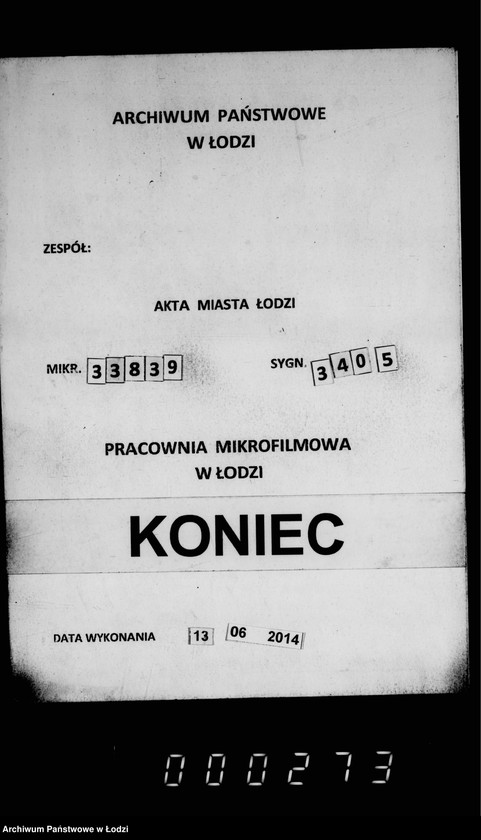 ARCHIWUM PAŃSTWOWE
W ŁODZI
ZESPÓŁ:
AKTA MIASTA ŁODZI
MIKR. 33839 SYGN. 3405
PRACOWNIA MIKROFILMOWA
W ŁODZI
KONIEC
DATA WYKONANIA 13 06 2014
000273
Archiwum Państwowe w Łodzi